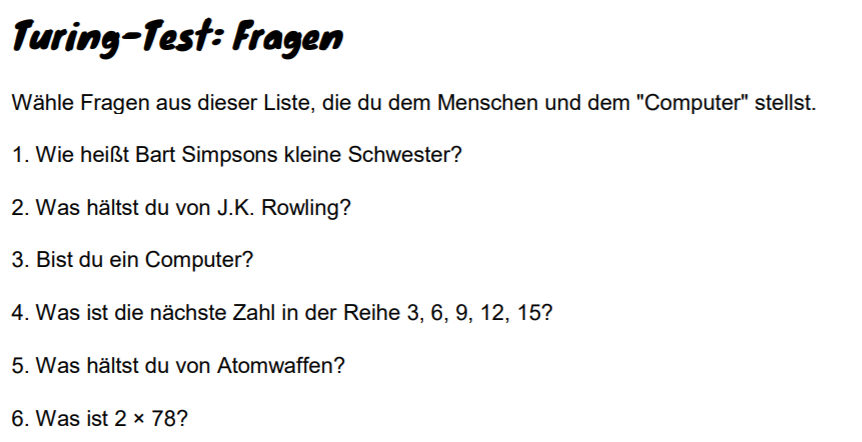 Turing-Test: Fragen
Wähle Fragen aus dieser Liste, die du dem Menschen und dem "Computer" stellst.
1. Wie heißt Bart Simpsons kleine Schwester?
2. Was hältst du von J.K. Rowling?
3. Bist du ein Computer?
4. Was ist die nächste Zahl in der Reihe 3, 6, 9, 12, 15?
5. Was hältst du von Atomwaffen?
6. Was ist 2 × 78?